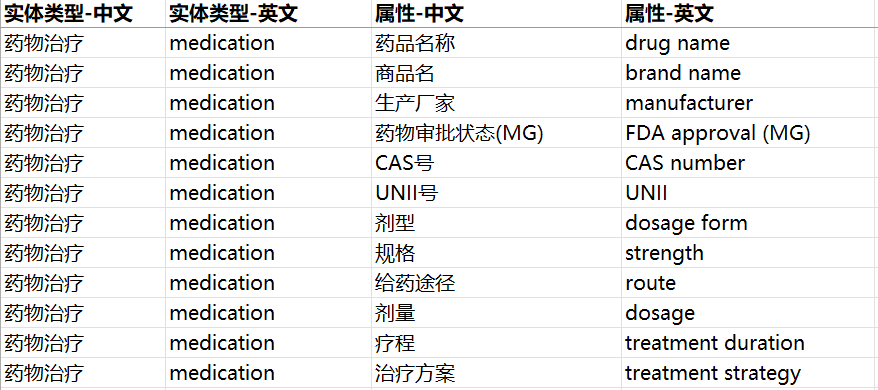 实体类型-中文 实体类型-英文 属性-中文 属性-英文
药物治疗 medication 药品名称 drug name
药物治疗 medication 商品名 brand name
药物治疗 medication 生产厂家 manufacturer
药物治疗 medication 药物审批状态(MG) FDA approval (MG)
药物治疗 medication CAS号 CAS number
药物治疗 medication UNII号 UNII
药物治疗 medication 剂型 dosage form
药物治疗 medication 规格 strength
药物治疗 medication 给药途径 route
药物治疗 medication 剂量 dosage
药物治疗 medication 疗程 treatment duration
药物治疗 medication 治疗方案 treatment strategy